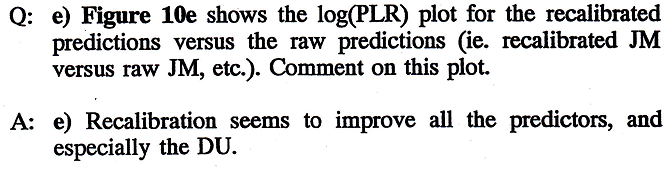 Q: e) Figure 10e shows the log(PLR) plot for the recalibrated
predictions versus the raw predictions (ie. recalibrated JM
versus raw JM, etc.). Comment on this plot.
A: e) Recalibration seems to improve all the predictors, and
especially the DU.